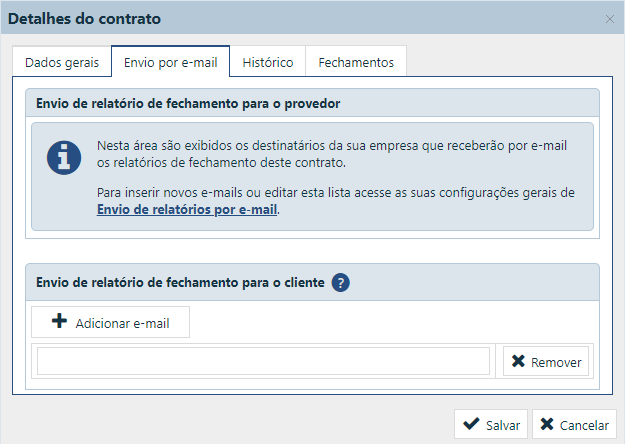 Detalhes do contrato
Dados gerais
Envio por e-mail
Histórico
Fechamentos
Envio de relatório de fechamento para o provedor
Nesta área são exibidos os destinatários da sua empresa que receberão por e-mail
os relatórios de fechamento deste contrato.
Para inserir novos e-mails ou editar esta lista acesse as suas configurações gerais de
Envio de relatórios por e-mail.
Envio de relatório de fechamento para o cliente ?
Adicionar e-mail
Remover
Salvar
Cancelar